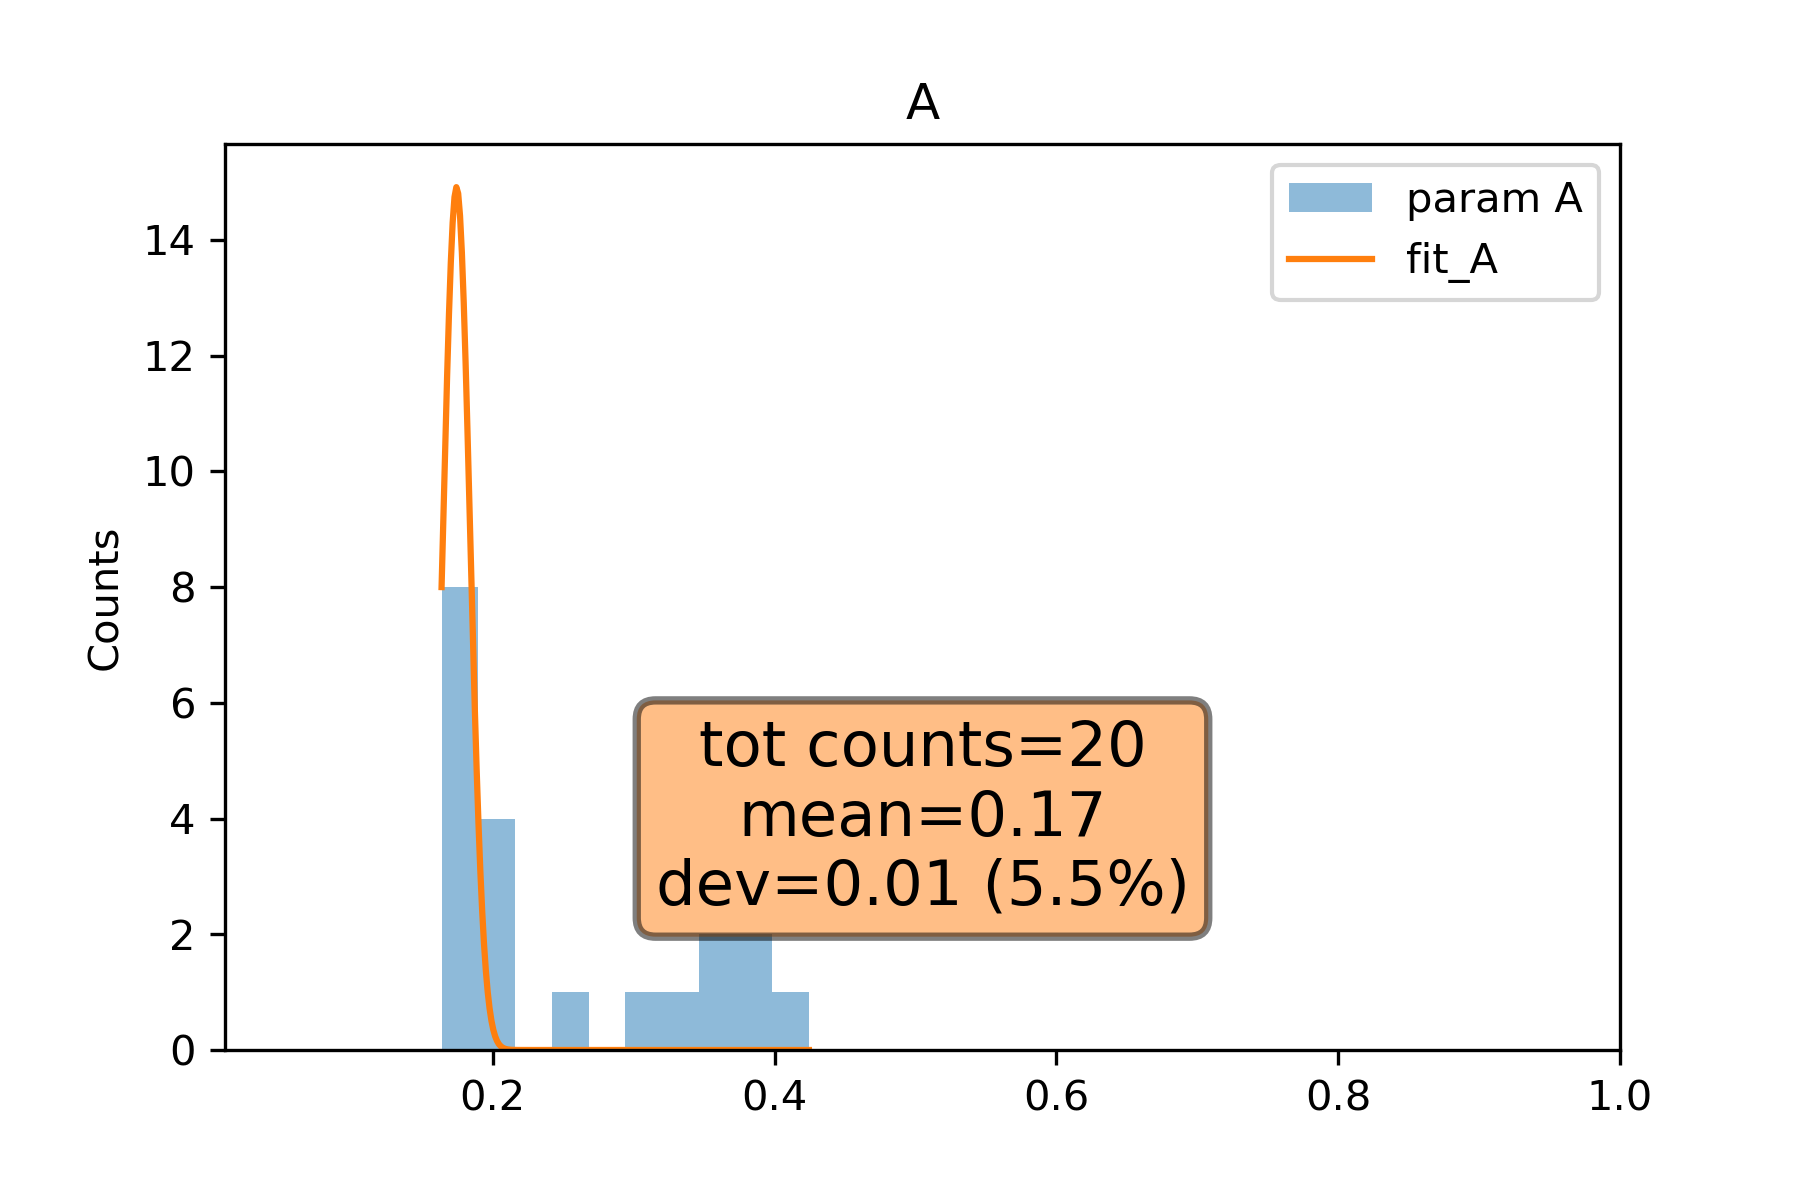 A
param A
fit_A
14
12
10
8
6
4
2
0
Counts
tot counts=20
mean=0.17
dev=0.01 (5.5%)
0.2 0.4 0.6 0.8 1.0